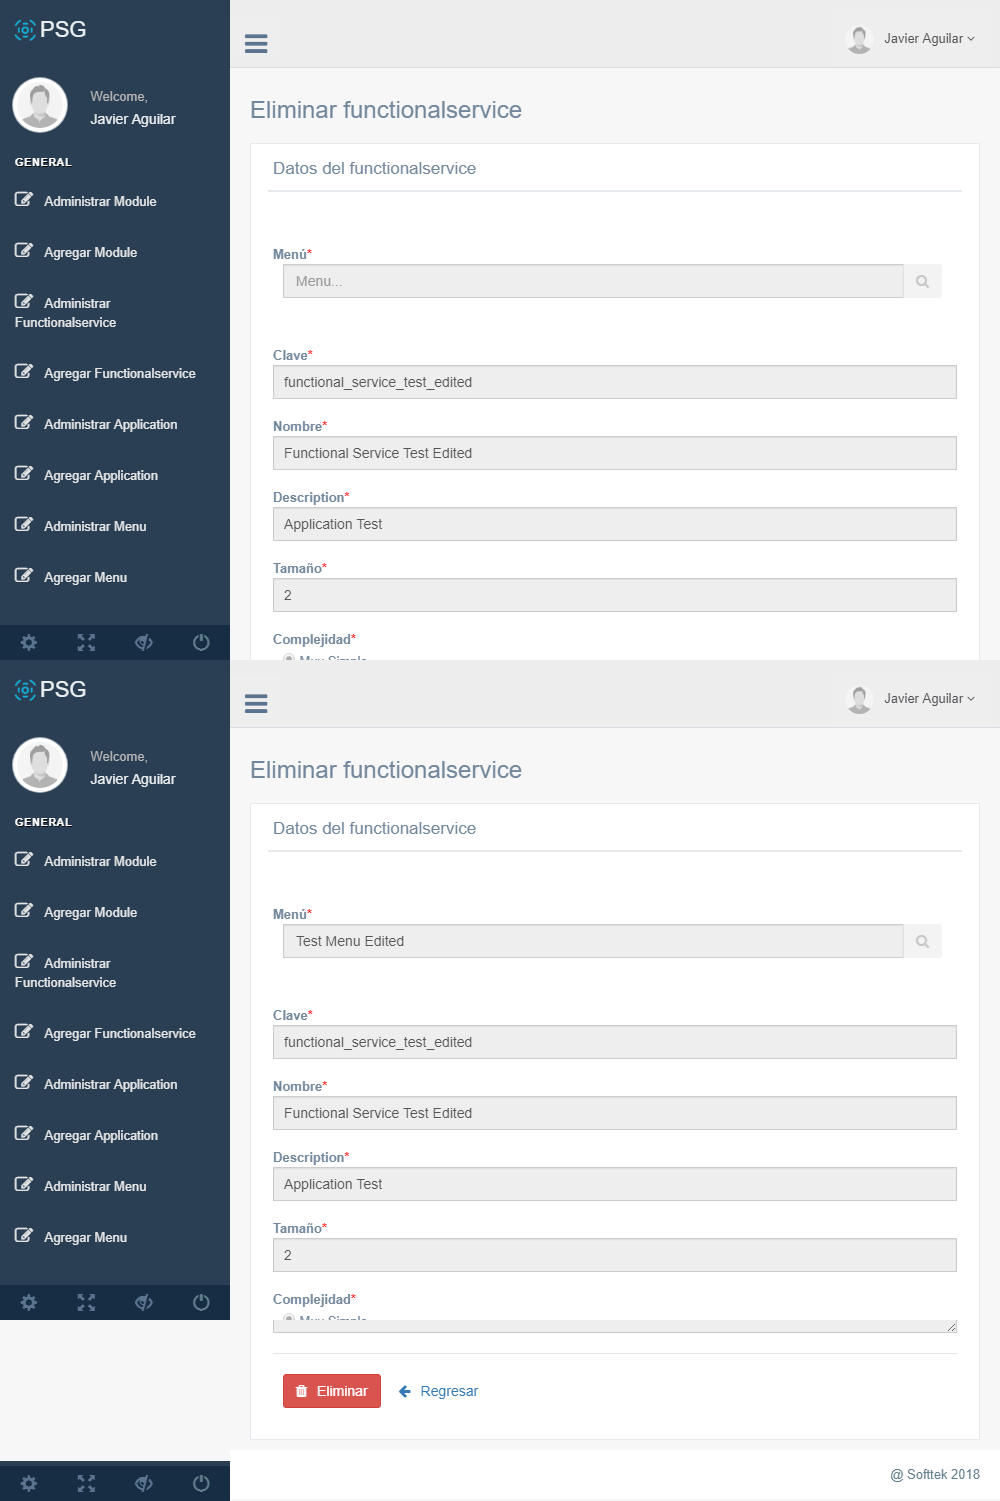 PSG
Javier Aguilar
Welcome,
Javier Aguilar
GENERAL
Administrar Module
Agregar Module
Administrar
Functionalservice
Agregar Functionalservice
Administrar Application
Agregar Application
Administrar Menu
Agregar Menu
Eliminar functionalservice
Datos del functionalservice
Menú*
Menu...
Clave*
functional_service_test_edited
Nombre*
Functional Service Test Edited
Description*
Application Test
Tamaño*
2
Complejidad*
Muy Simple
PSG
Javier Aguilar
Welcome,
Javier Aguilar
GENERAL
Administrar Module
Agregar Module
Administrar
Functionalservice
Agregar Functionalservice
Administrar Application
Agregar Application
Administrar Menu
Agregar Menu
Eliminar functionalservice
Datos del functionalservice
Menú*
Test Menu Edited
Clave*
functional_service_test_edited
Nombre*
Functional Service Test Edited
Description*
Application Test
Tamaño*
2
Complejidad*
Muy Simple
Eliminar
Regresar
@ Softtek 2018